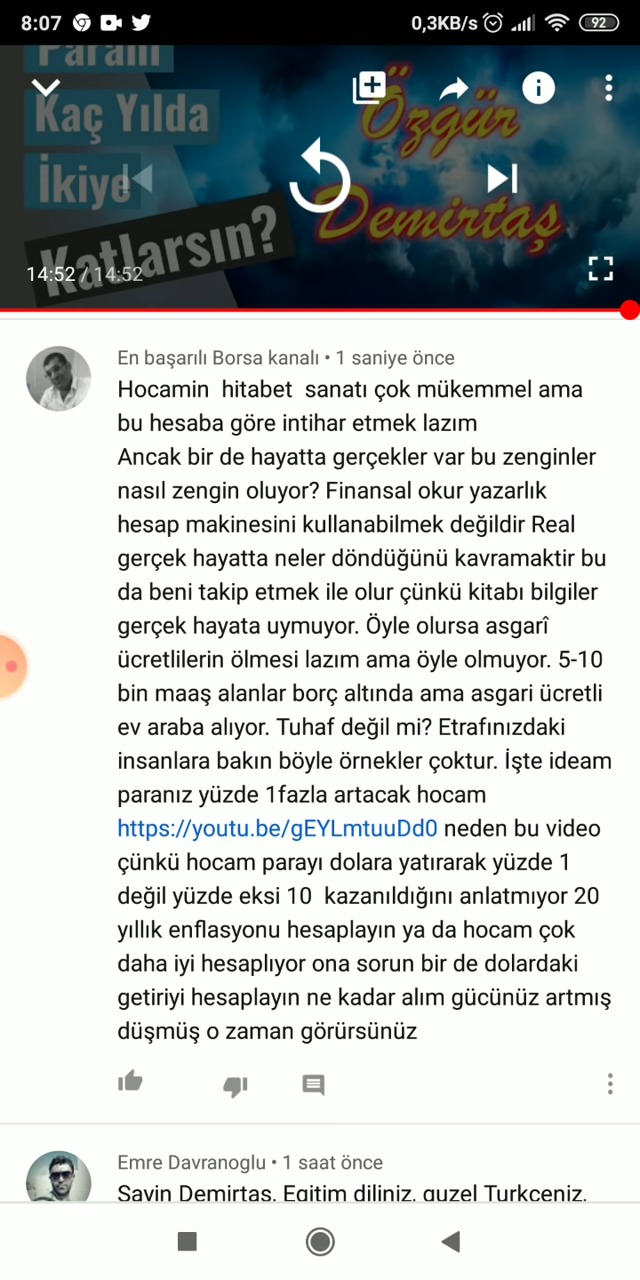 8:07
0,3KB/s
92
Paranı
Kaç Yılda
İkiye
Katlarsın?
Özgür
Demirtaş
14:52 / 14:52
En başarılı Borsa kanalı • 1 saniye önce
Hocamin hitabet sanatı çok mükemmel ama
bu hesaba göre intihar etmek lazım
Ancak bir de hayatta gerçekler var bu zenginler
nasıl zengin oluyor? Finansal okur yazarlık
hesap makinesini kullanabilmek değildir Real
gerçek hayatta neler döndüğünü kavramaktir bu
da beni takip etmek ile olur çünkü kitabı bilgiler
gerçek hayata uymuyor. Öyle olursa asgarî
ücretlilerin ölmesi lazım ama öyle olmuyor. 5-10
bin maaş alanlar borç altında ama asgari ücretli
ev araba alıyor. Tuhaf değil mi? Etrafınızdaki
insanlara bakın böyle örnekler çoktur. İşte ideam
paranız yüzde 1fazla artacak hocam
https://youtu.be/gEYLmtuuDd0 neden bu video
çünkü hocam parayı dolara yatırarak yüzde 1
değil yüzde eksi 10 kazanıldığını anlatmıyor 20
yıllık enflasyonu hesaplayın ya da hocam çok
daha iyi hesaplıyor ona sorun bir de dolardaki
getiriyi hesaplayın ne kadar alım gücünüz artmış
düşmüş o zaman görürsünüz
Emre Davranoglu • 1 saat önce
Sayin Demirtas. Egitim diliniz. guzel Turkceniz.